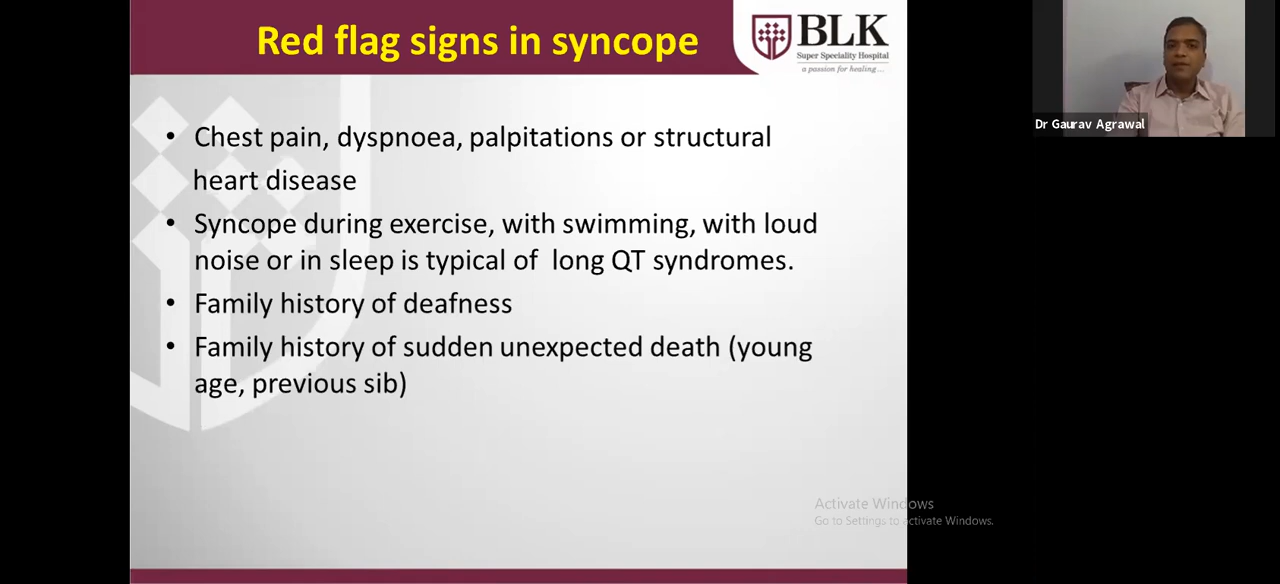 Red flag signs in syncope
BLK
Super Speciality Hospital
a passion for healing...
Dr Gaurav Agrawal
• Chest pain, dyspnoea, palpitations or structural
heart disease
• Syncope during exercise, with swimming, with loud
noise or in sleep is typical of long QT syndromes.
• Family history of deafness
• Family history of sudden unexpected death (young
age, previous sib)
Activate Windows
Go to Settings to activate Windows.